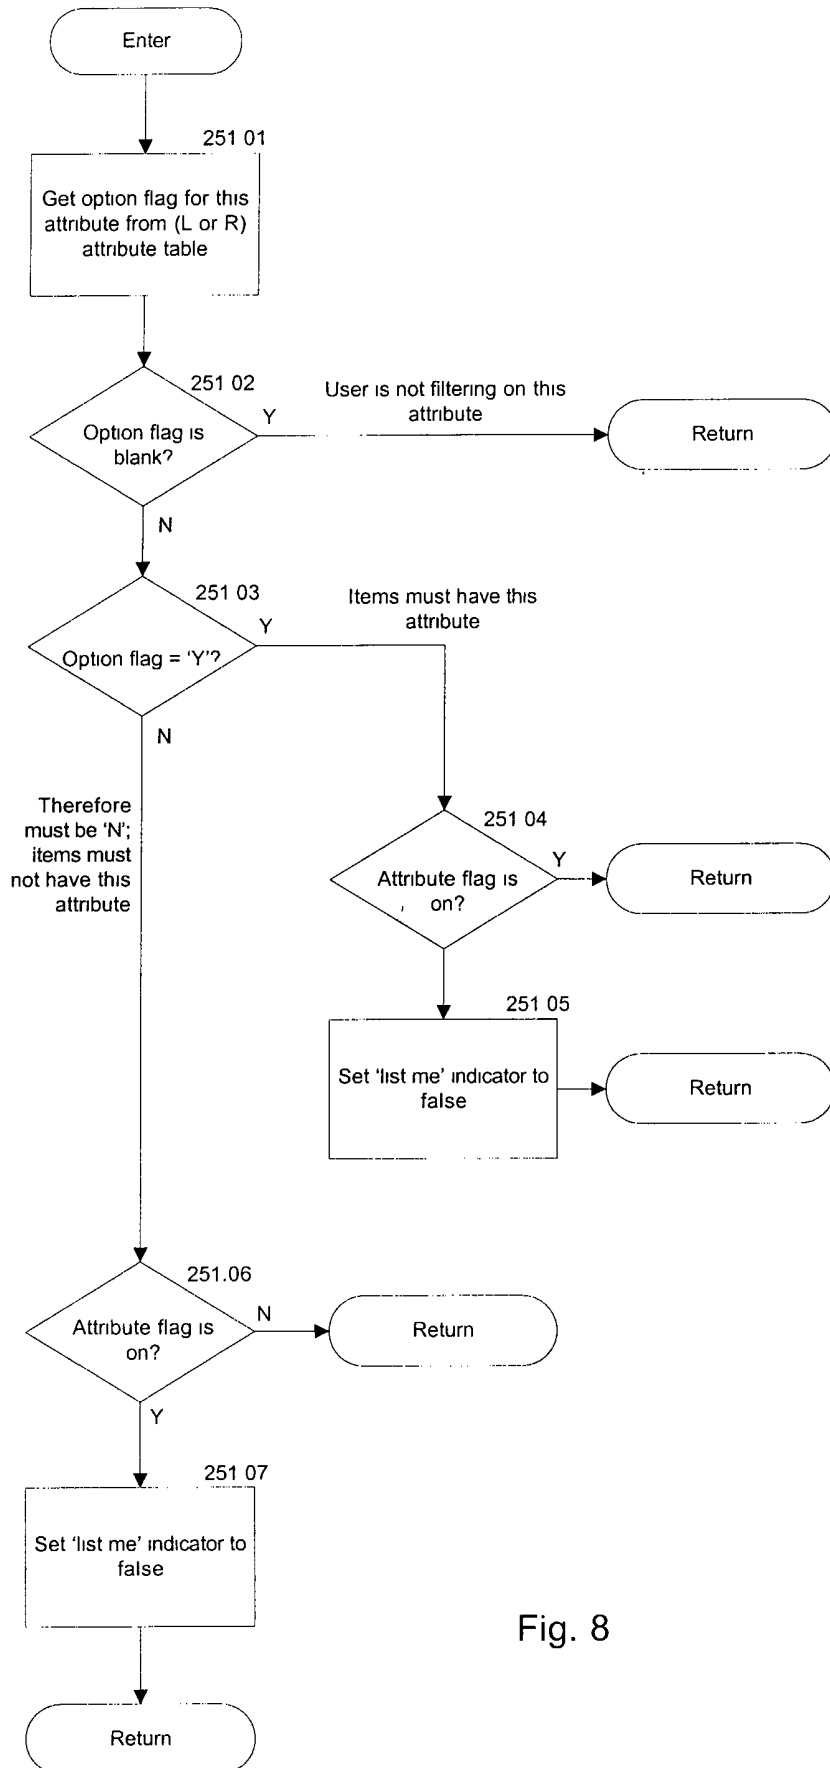 Enter
251 01
Get option flag for this
attribute from (L or R)
attribute table
251 02
Option flag is
blank?
Y
User is not filtering on this
attribute
Return
N
251 03
Option flag = ‘Y’?
Y
Items must have this
attribute
N
Therefore
must be ‘N’;
items must
not have this
attribute
251 04
Attribute flag is
on?
Y
Return
251 05
Set ‘list me’ indicator to
false
Return
251.06
Attribute flag is
on?
N
Return
Y
251 07
Set ‘list me’ indicator to
false
Return
Fig. 8